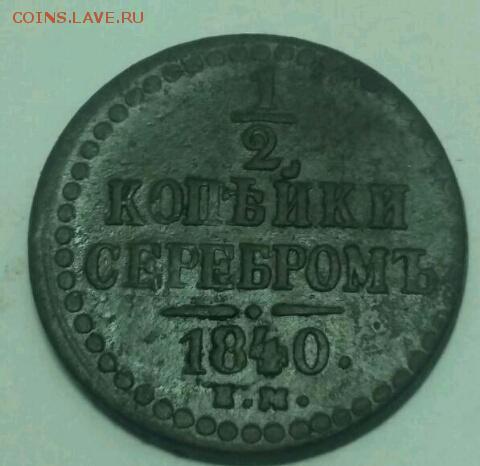 COINS.LAVE.RU
1
2
КОПѢЙКИ
СЕРЕБРОМЪ
1840.